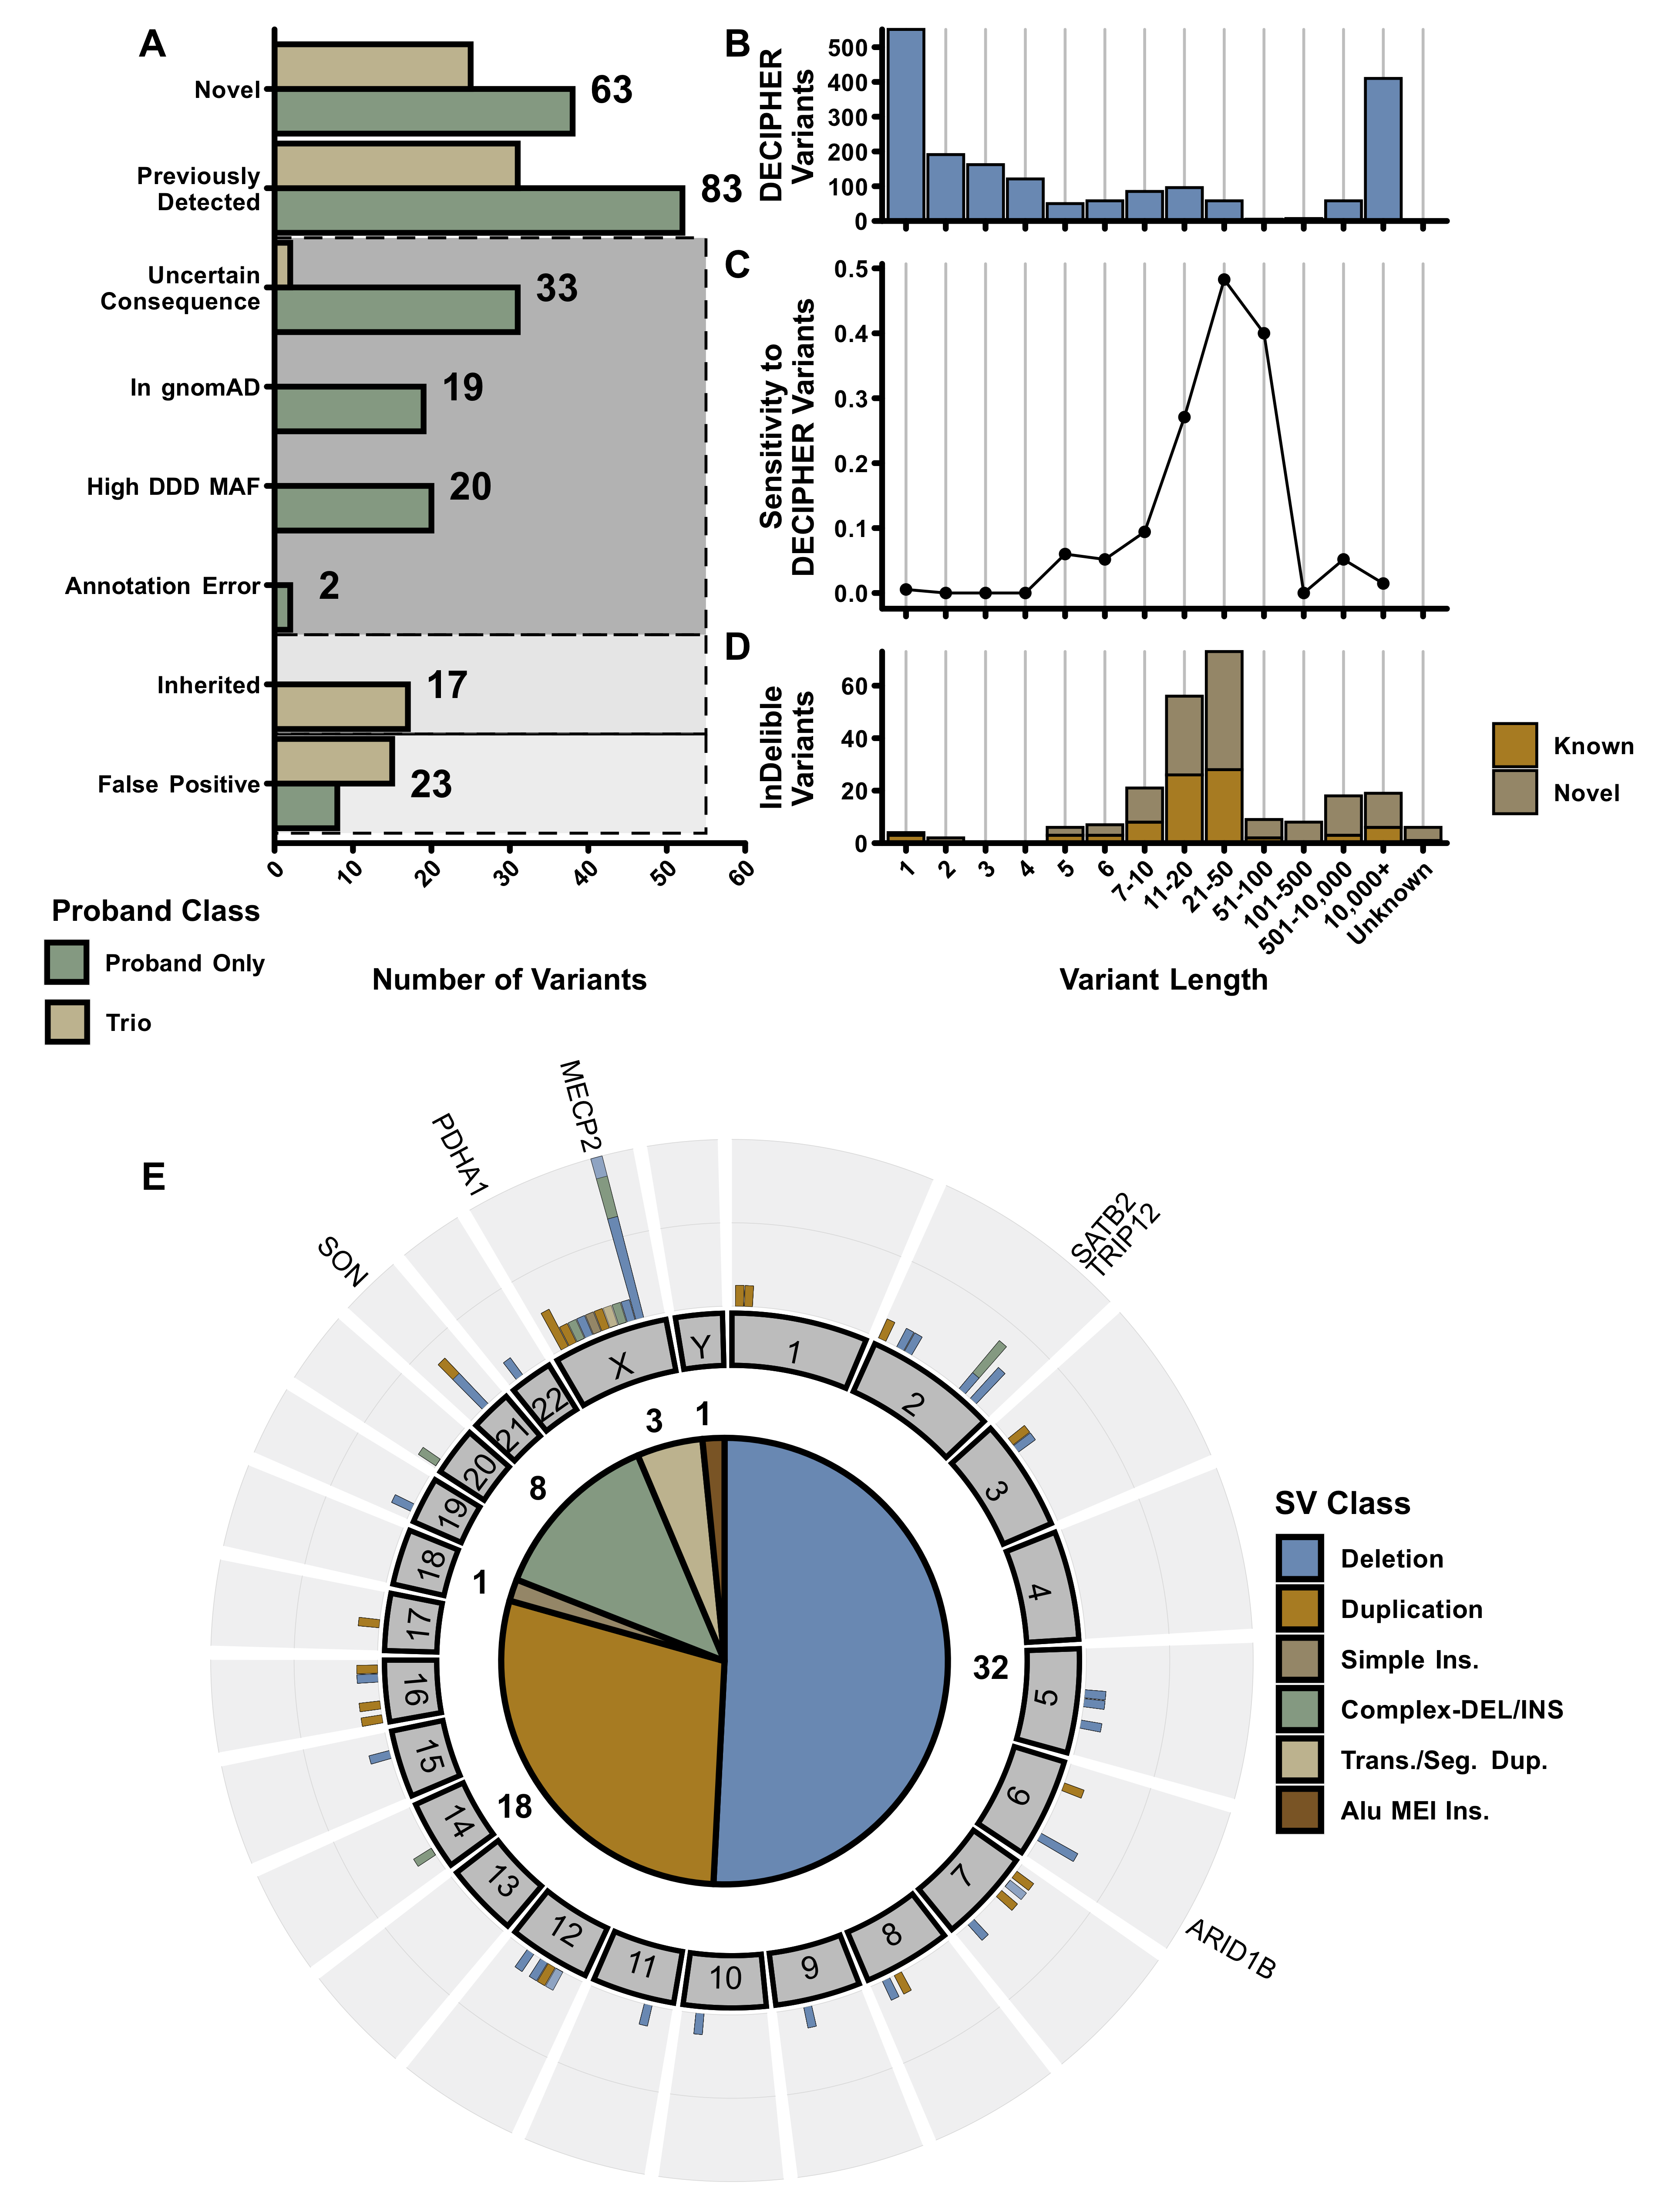 A
Novel
63
Previously
Detected
83
Uncertain
Consequence
33
In gnomAD
19
High DDD MAF
20
Annotation Error
2
Inherited
17
False Positive
23
0
10
20
30
40
50
60
Number of Variants
Proband Class
Proband Only
Trio
B
DECIPHER
Variants
500
400
300
200
100
0
C
Sensitivity to
DECIPHER Variants
0.5
0.4
0.3
0.2
0.1
0.0
D
InDelible
Variants
60
40
20
0
1
2
3
4
5
6
7-10
11-20
21-50
51-100
101-500
501-10,000
10,000+
Unknown
Variant Length
Known
Novel
E
MECP2
PDHA1
SON
SATB2
TRIP12
ARID1B
1
2
3
4
5
6
7
8
9
10
11
12
13
14
15
16
17
18
19
20
21
22
X
Y
3
1
8
1
18
32
SV Class
Deletion
Duplication
Simple Ins.
Complex-DEL/INS
Trans./Seg. Dup.
Alu MEI Ins.